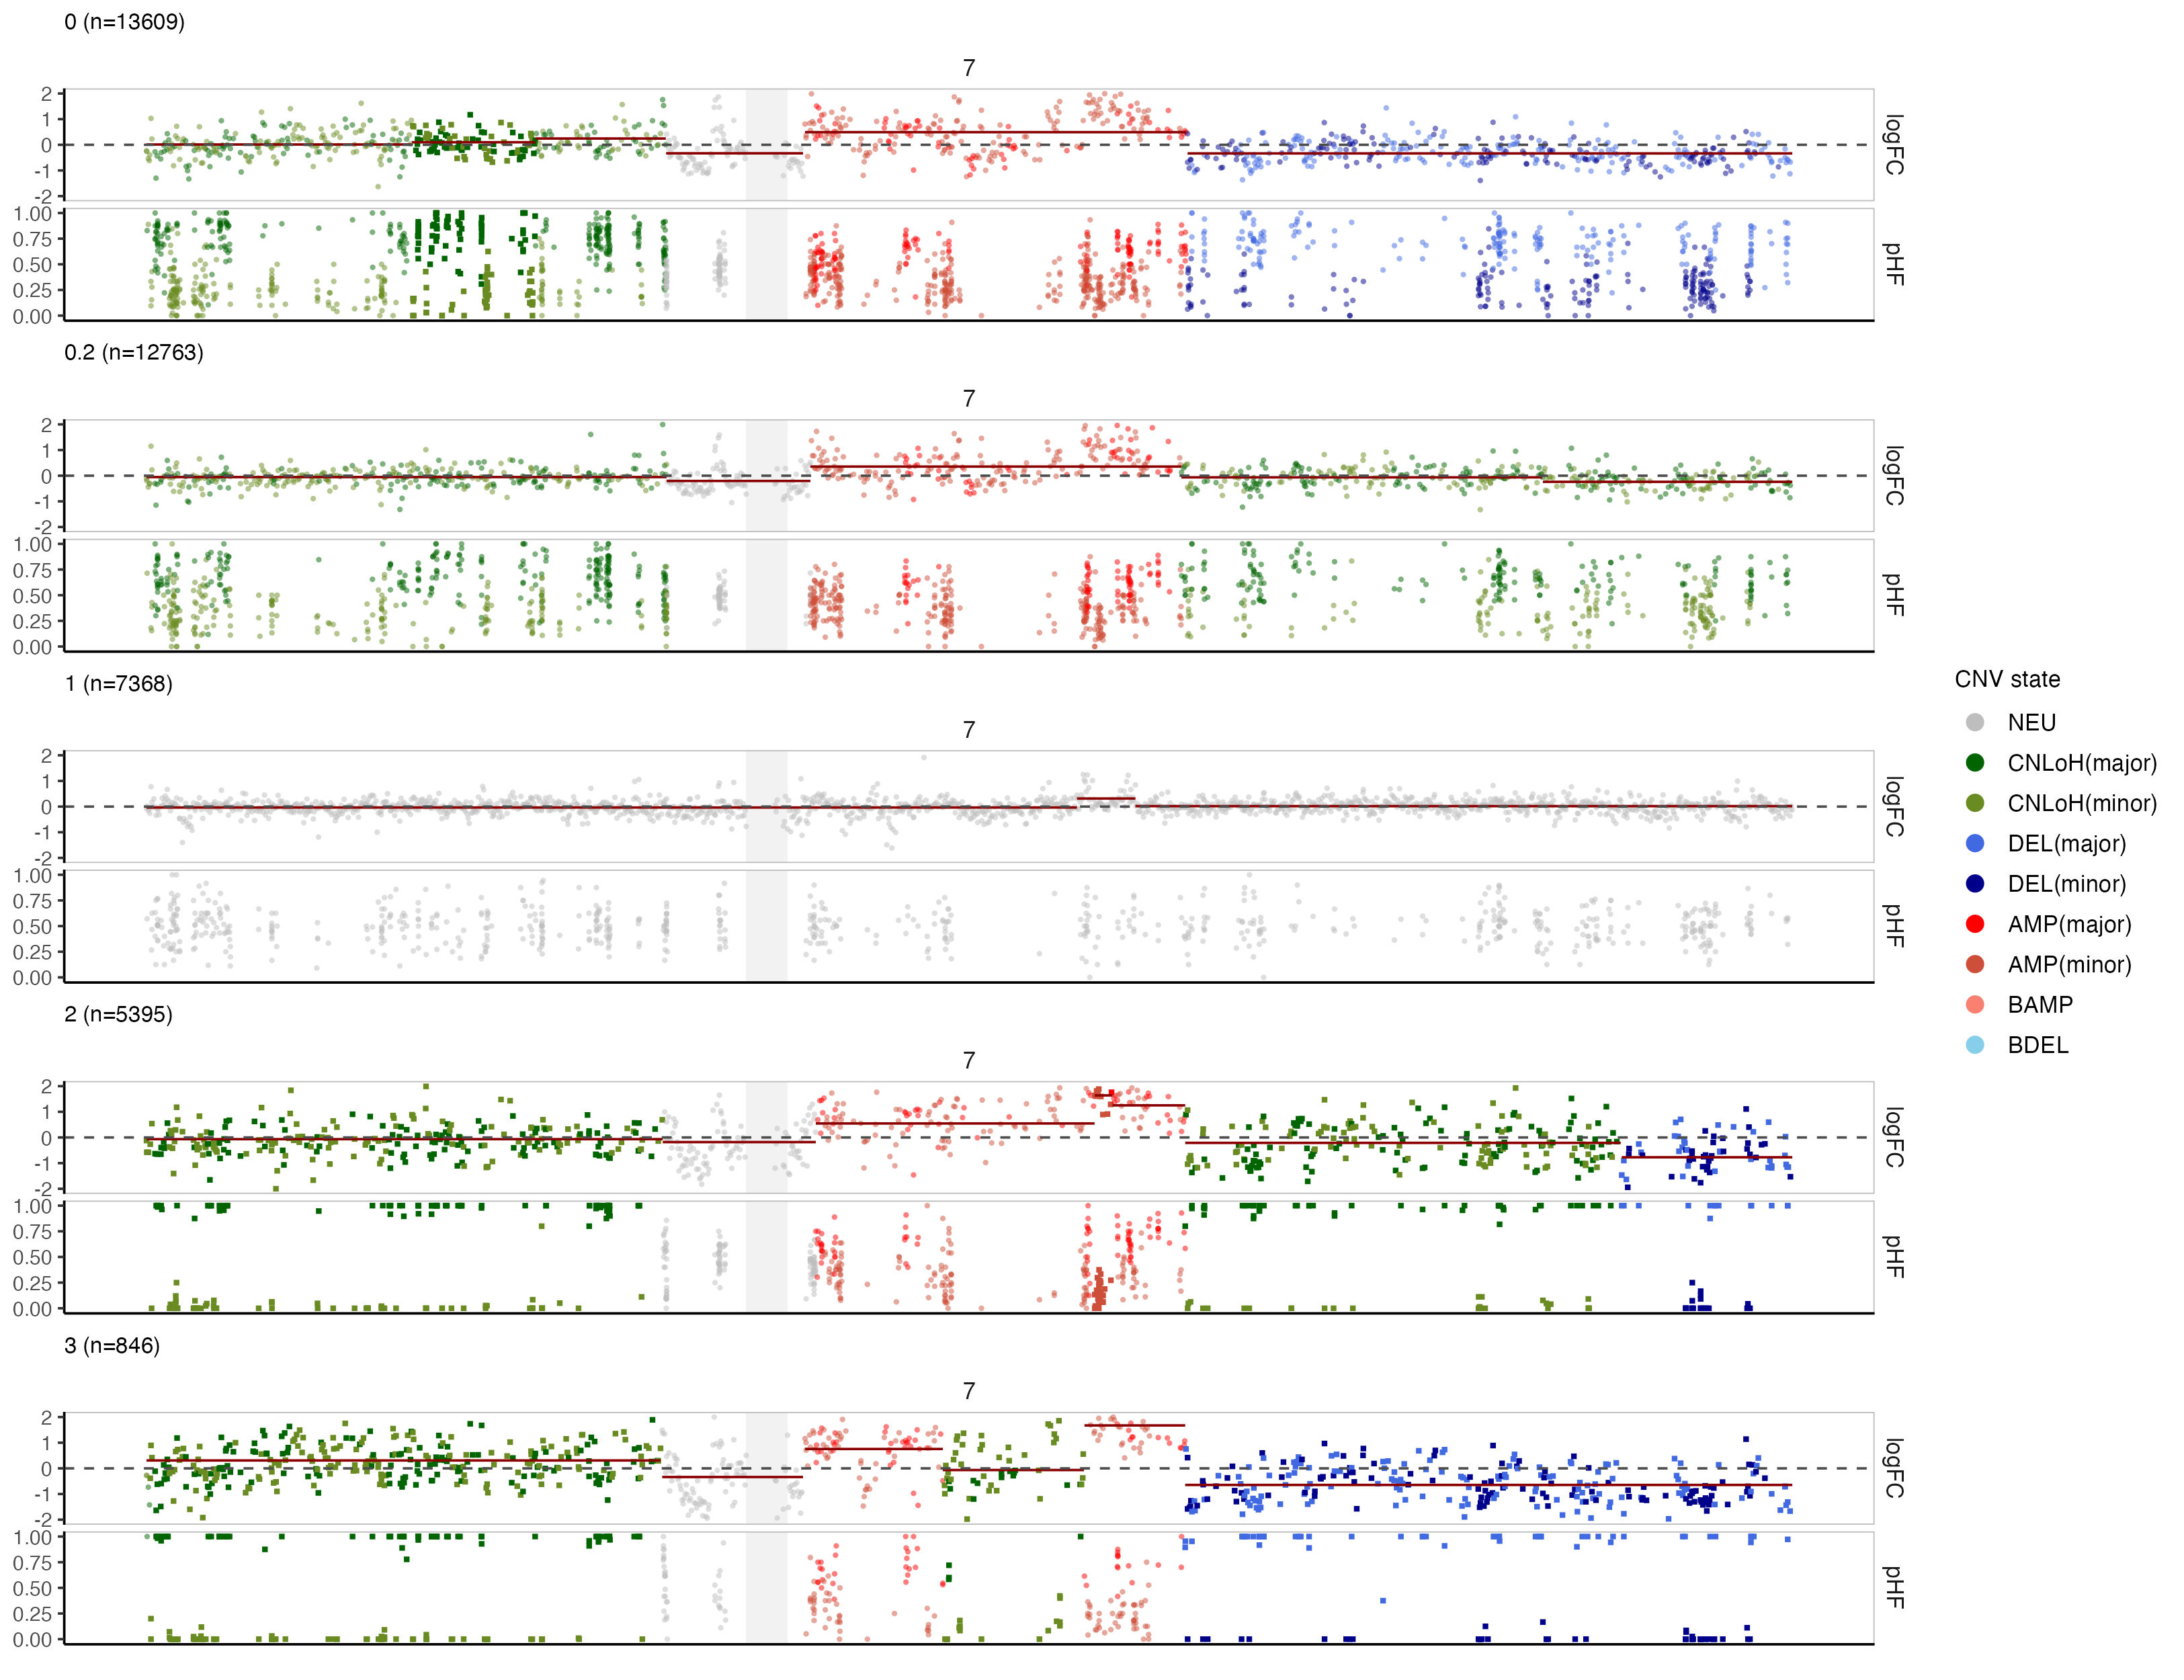 0 (n=13609)
7
2
1
0
-1
-2
logFC
1.00
0.75
0.50
0.25
0.00
pHF
0.2 (n=12763)
7
2
1
0
-1
-2
logFC
1.00
0.75
0.50
0.25
0.00
pHF
1 (n=7368)
7
2
1
0
-1
-2
logFC
1.00
0.75
0.50
0.25
0.00
pHF
2 (n=5395)
7
2
1
0
-1
-2
logFC
1.00
0.75
0.50
0.25
0.00
pHF
3 (n=846)
7
2
1
0
-1
-2
logFC
1.00
0.75
0.50
0.25
0.00
pHF
CNV state
NEU
CNLoH(major)
CNLoH(minor)
DEL(major)
DEL(minor)
AMP(major)
AMP(minor)
BAMP
BDEL